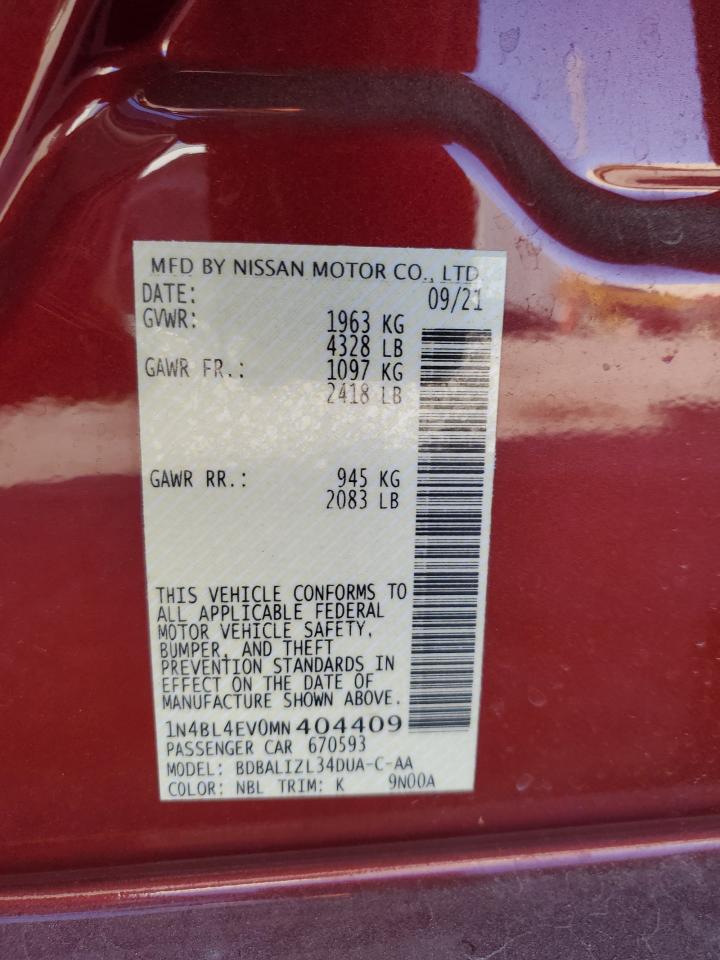 MFD BY NISSAN MOTOR CO., LTD.
DATE: 09/21
GVWR: 1963 KG
4328 LB
GAWR FR.: 1097 KG
2418 LB
GAWR RR.: 945 KG
2083 LB
THIS VEHICLE CONFORMS TO
ALL APPLICABLE FEDERAL
MOTOR VEHICLE SAFETY,
BUMPER, AND THEFT
PREVENTION STANDARDS IN
EFFECT ON THE DATE OF
MANUFACTURE SHOWN ABOVE.
1N4BL4EV0MN404409
PASSENGER CAR 670593
MODEL: BDBALIZL34DUA-C-AA
COLOR: NBL TRIM: K 9N00A